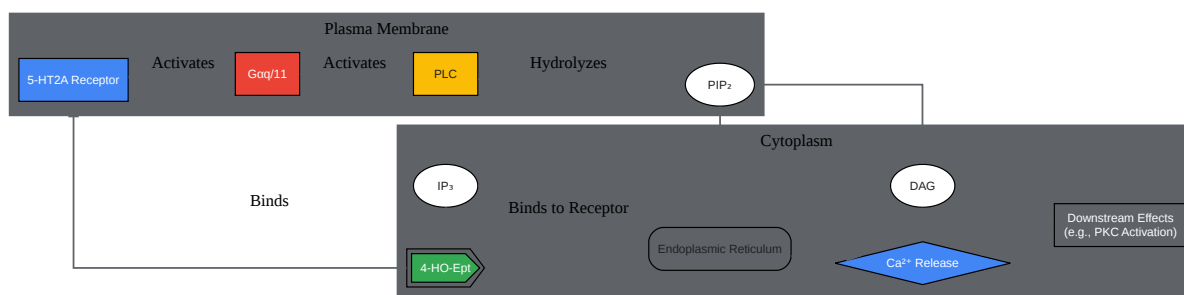 Plasma Membrane
5-HT2A Receptor
Activates
Gαq/11
Activates
PLC
Hydrolyzes
PIP₂
Cytoplasm
IP₃
DAG
Binds
Binds to Receptor
Downstream Effects
(e.g., PKC Activation)
Endoplasmic Reticulum
4-HO-Ept
Ca²⁺ Release